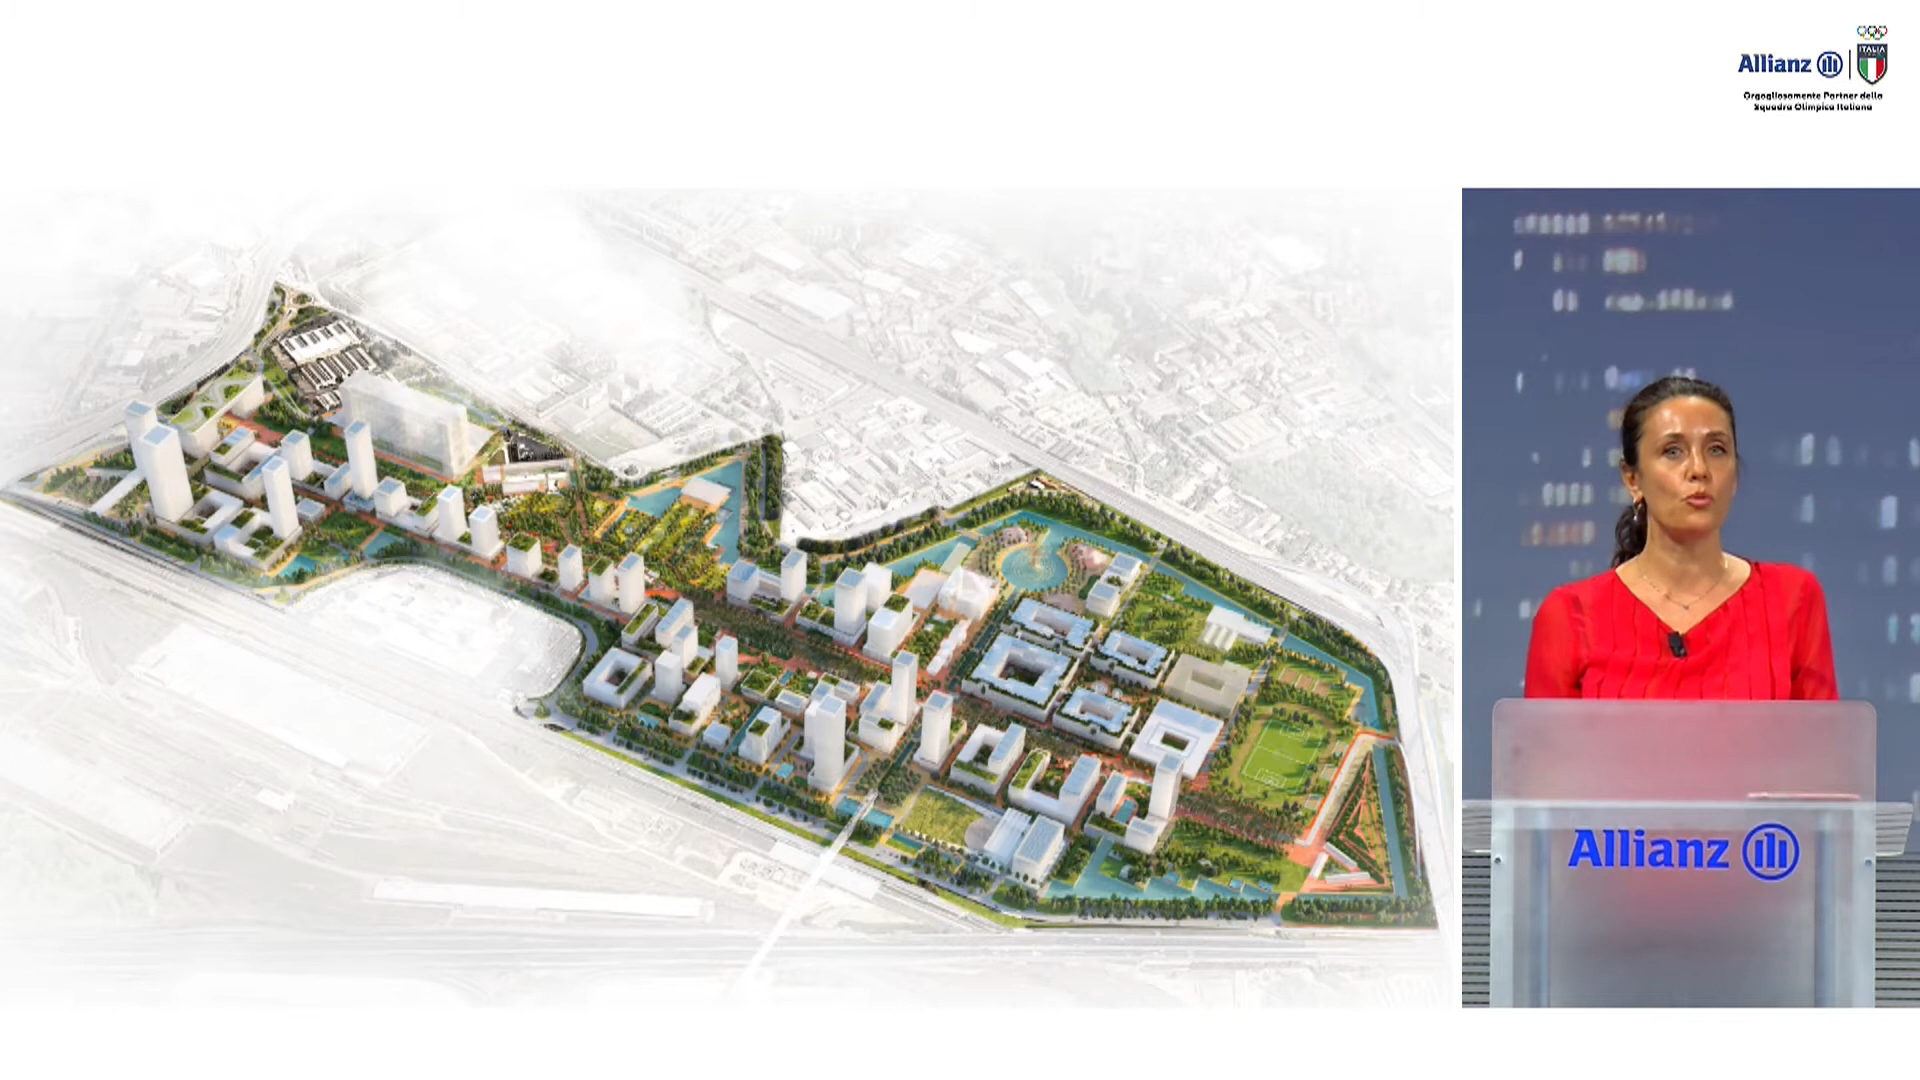 Allianz
ITALIA
Orgogliosamente Partner della
Squadra Olimpica Italiana
Allianz